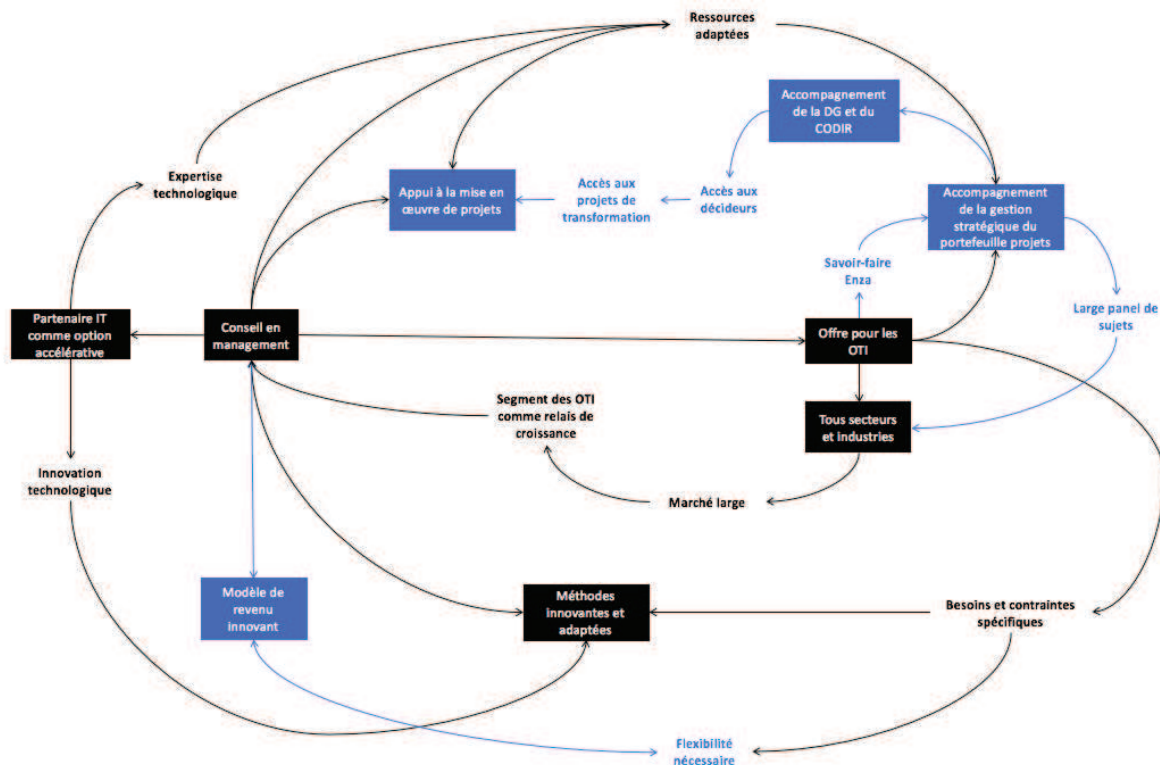 Ressources
adaptées
Accompagnement
de la DG et du
CODIR
Expertise
technologique
Appui à la mise en
œuvre de projets
Accès aux
projets de
transformation
Accès aux
décideurs
Accompagnement
de la gestion
stratégique du
portefeuille projets
Savoir-faire
Enza
Partenaire IT
comme option
accélérative
Conseil en
management
Offre pour les
OTI
Large panel de
sujets
Segment des OTI
comme relais de
croissance
Tous secteurs
et industries
Innovation
technologique
Marché large
Modèle de
revenu
innovant
Méthodes
innovantes et
adaptées
Besoins et contraintes
spécifiques
Flexibilité
nécessaire